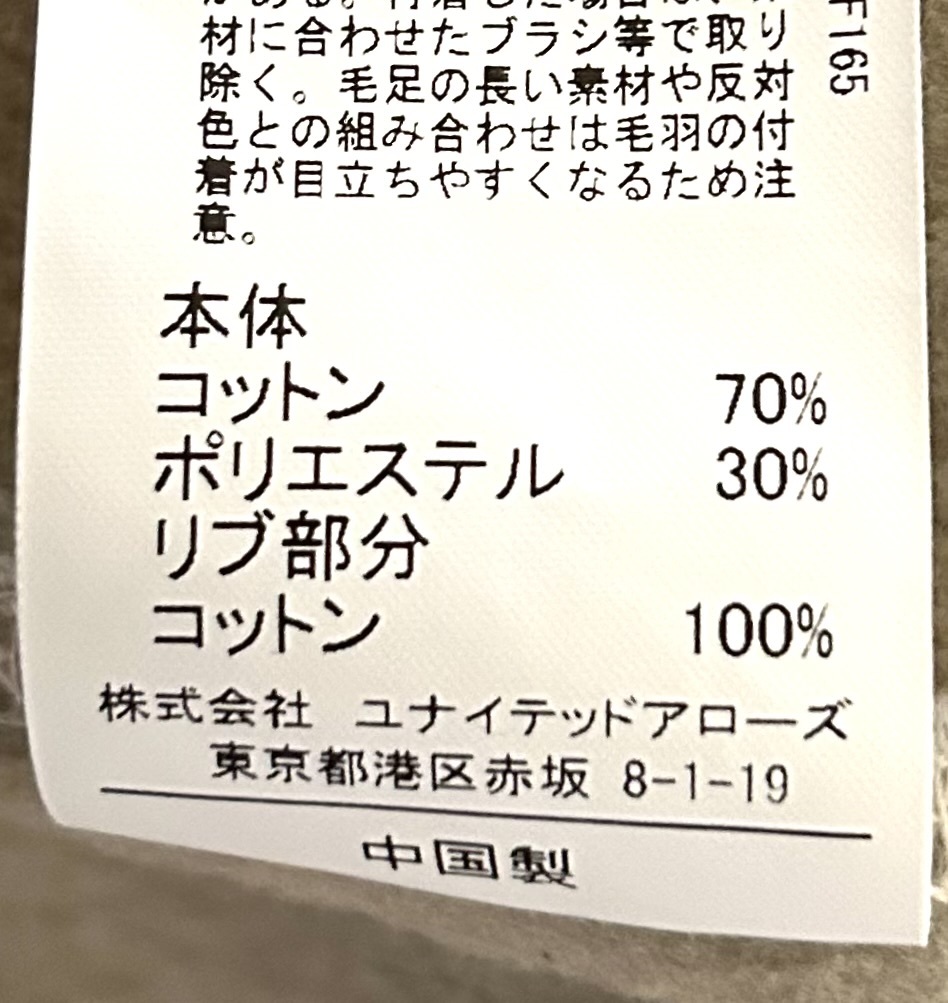 材に合わせたブラシ等で取り
除く。毛足の長い素材や反対
色との組み合わせは毛羽の付
着が目立ちやすくなるため注
意。
F165
本体
コットン 70%
ポリエステル 30%
リブ部分
コットン 100%
株式会社 ユナイテッドアローズ
東京都港区赤坂 8-1-19
中国製